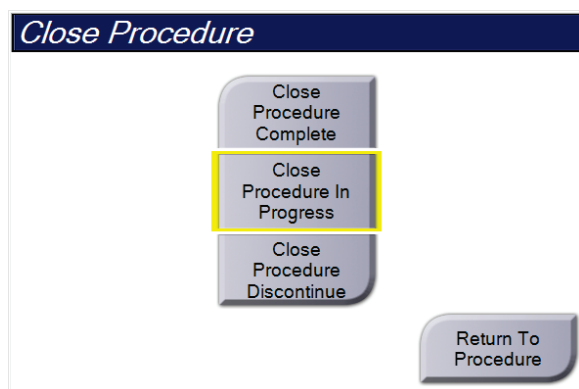 Close Procedure
Close
Procedure
Complete
Close
Procedure In
Progress
Close
Procedure
Discontinue
Return To
Procedure